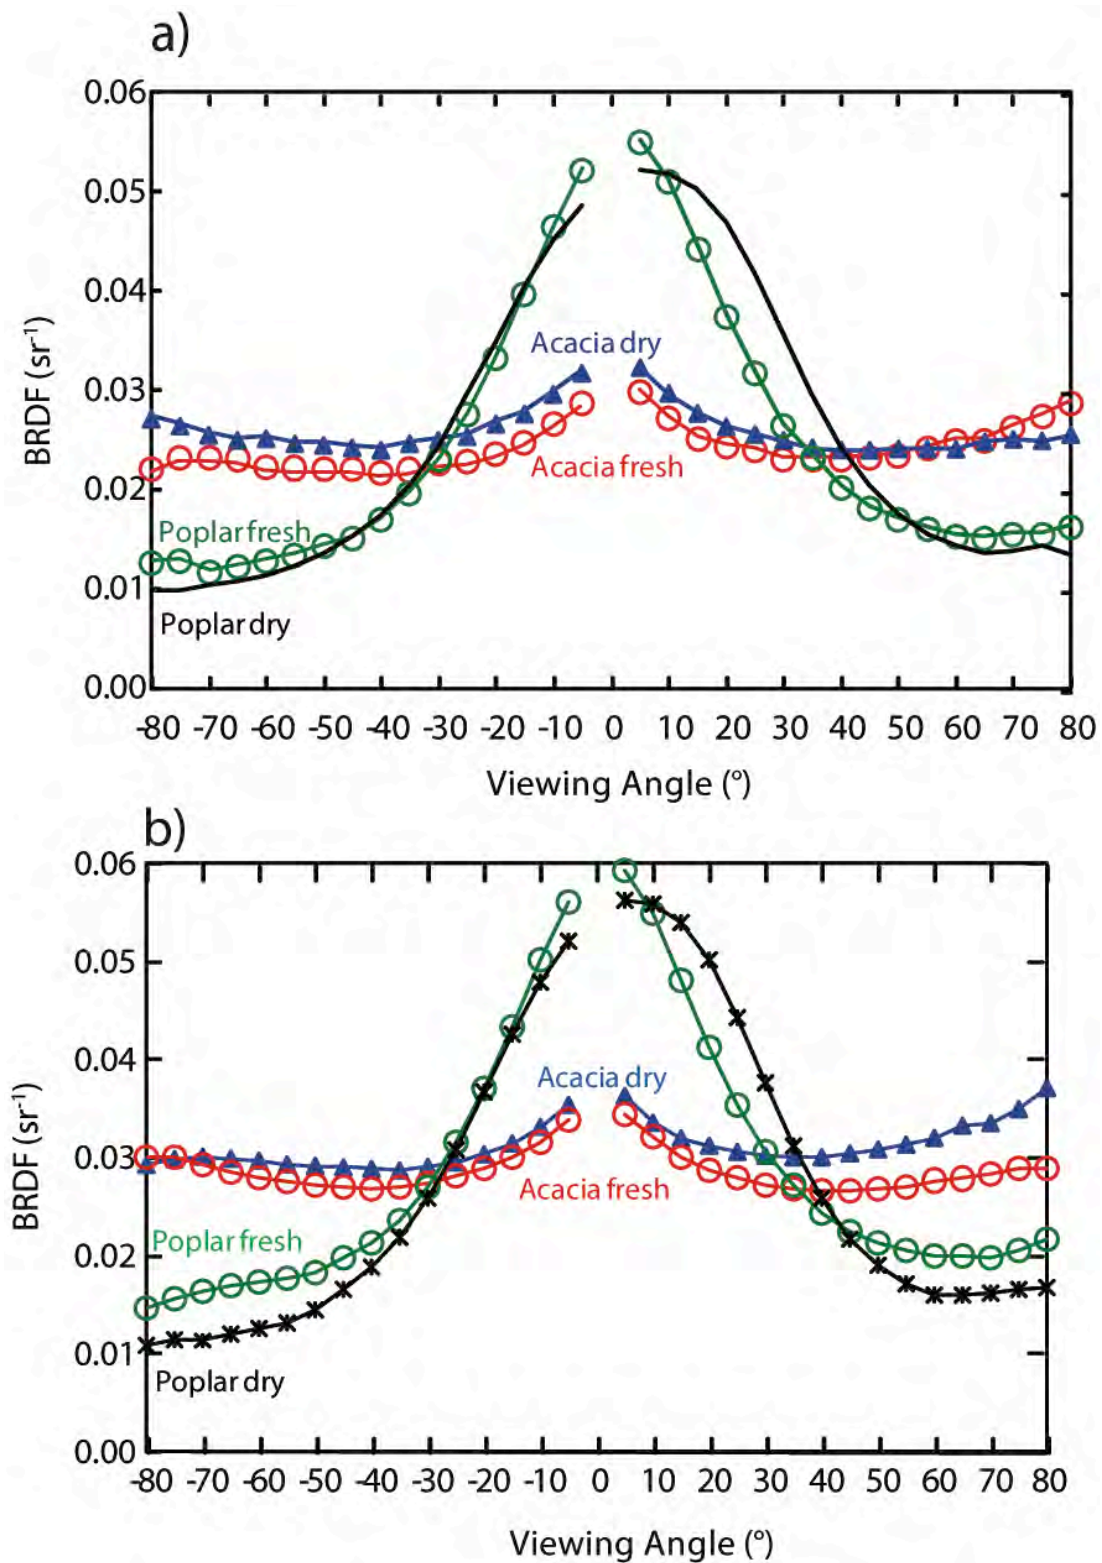 a)
0.06
0.05
0.04
0.03
0.02
0.01
0.00
BRDF (sr⁻¹)
Acacia dry
Acacia fresh
Poplar fresh
Poplar dry
-80 -70 -60 -50 -40 -30 -20 -10 0 10 20 30 40 50 60 70 80
Viewing Angle (°)
b)
0.06
0.05
0.04
0.03
0.02
0.01
0.00
BRDF (sr⁻¹)
Acacia dry
Acacia fresh
Poplar fresh
Poplar dry
-80 -70 -60 -50 -40 -30 -20 -10 0 10 20 30 40 50 60 70 80
Viewing Angle (°)